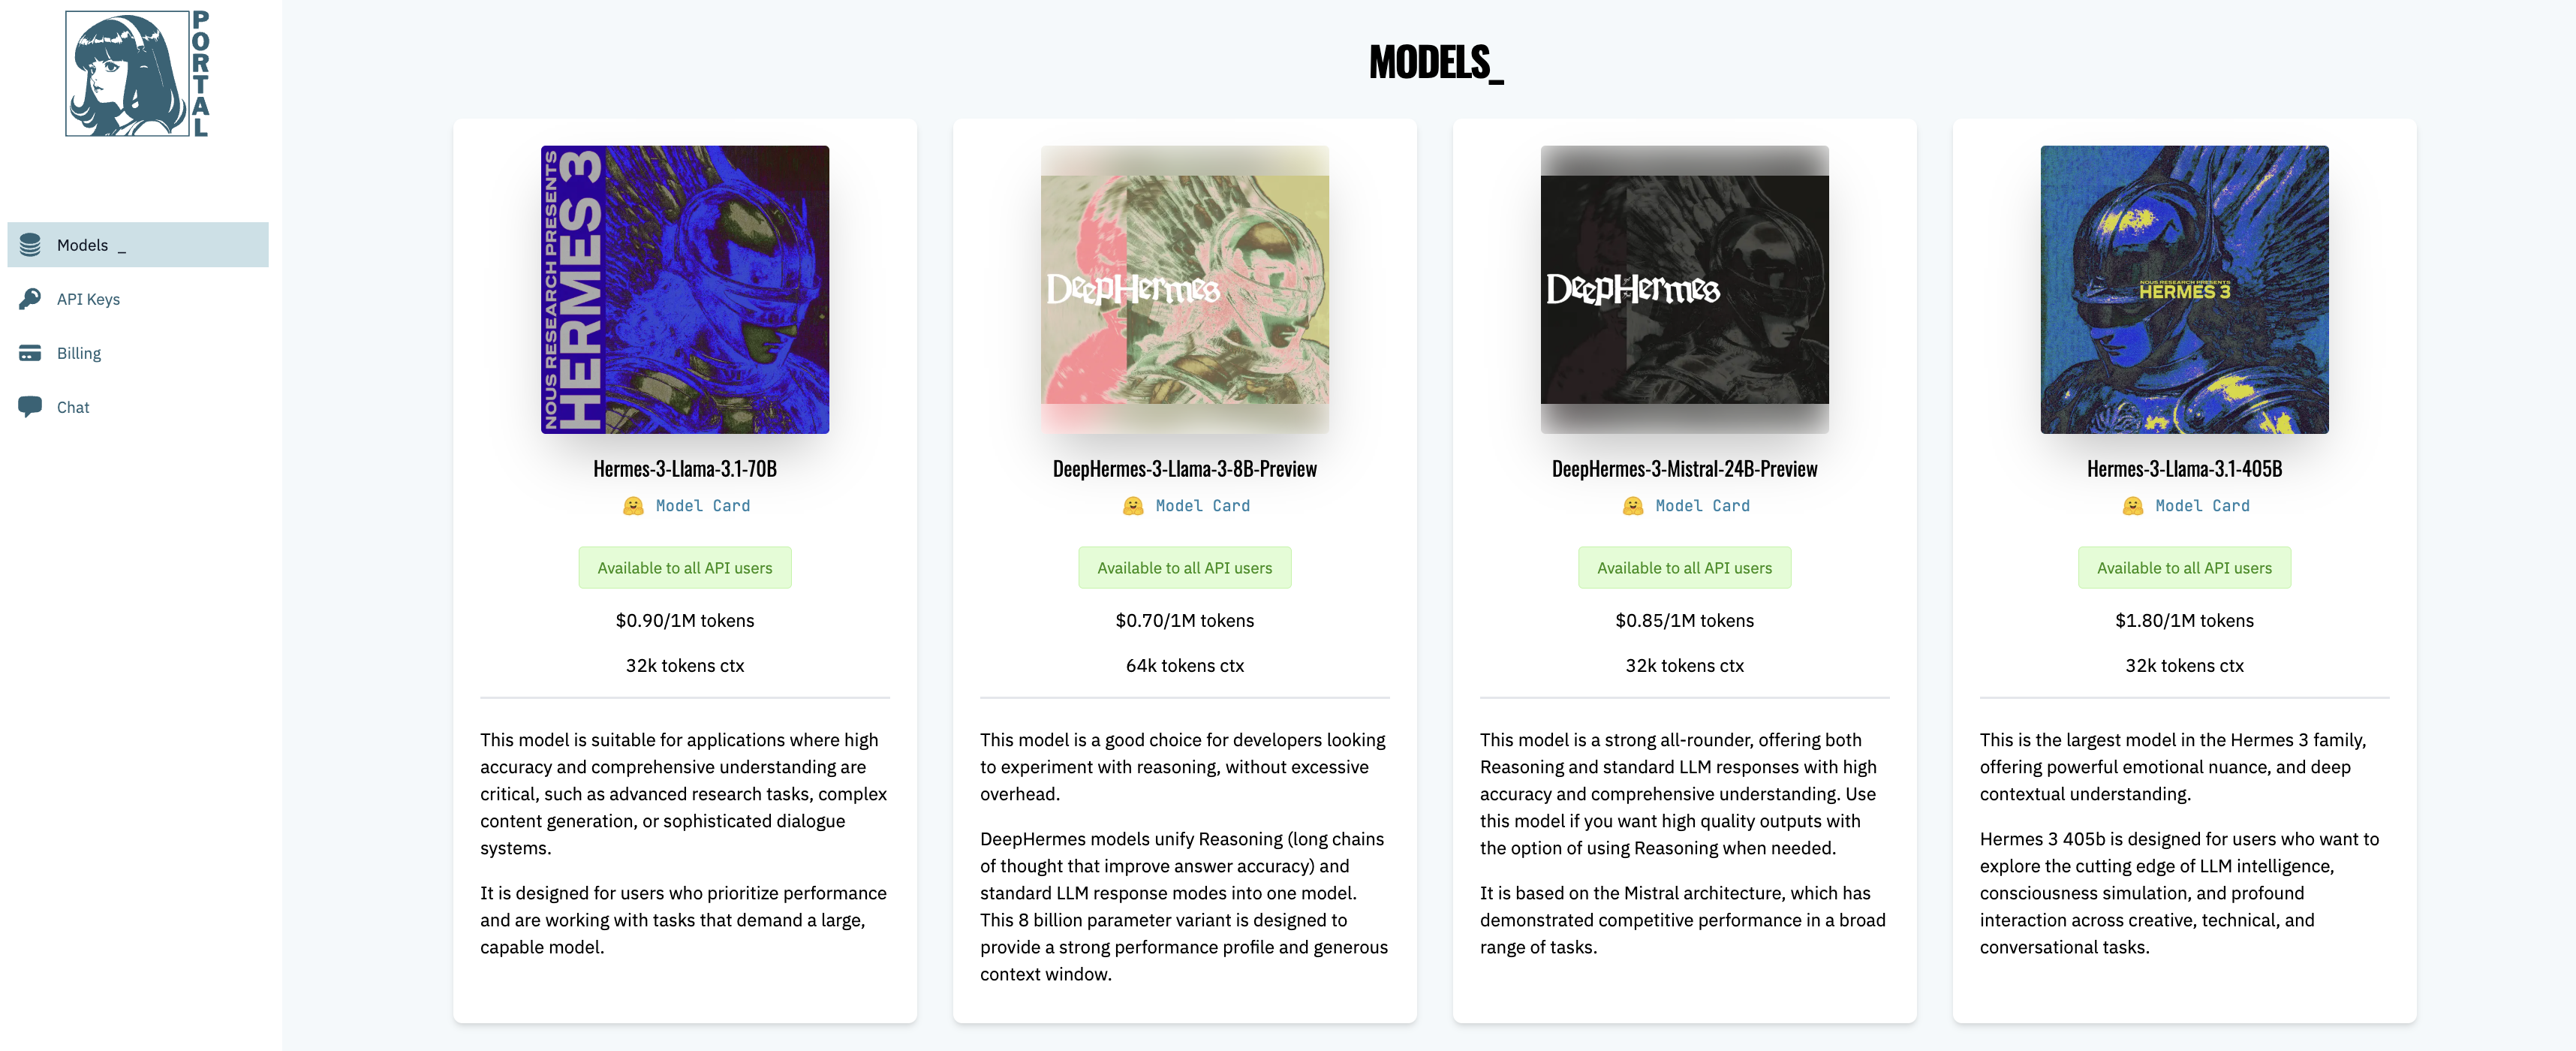 PORTAL
Models _
API Keys
Billing
Chat
MODELS_
NOUS RESEARCH PRESENTS
HERMES 3
Hermes-3-Llama-3.1-70B
Model Card
Available to all API users
$0.90/1M tokens
32k tokens ctx
This model is suitable for applications where high
accuracy and comprehensive understanding are
critical, such as advanced research tasks, complex
content generation, or sophisticated dialogue
systems.
It is designed for users who prioritize performance
and are working with tasks that demand a large,
capable model.
DeepHermes
DeepHermes-3-Llama-3-8B-Preview
Model Card
Available to all API users
$0.70/1M tokens
64k tokens ctx
This model is a good choice for developers looking
to experiment with reasoning, without excessive
overhead.
DeepHermes models unify Reasoning (long chains
of thought that improve answer accuracy) and
standard LLM response modes into one model.
This 8 billion parameter variant is designed to
provide a strong performance profile and generous
context window.
DeepHermes
DeepHermes-3-Mistral-24B-Preview
Model Card
Available to all API users
$0.85/1M tokens
32k tokens ctx
This model is a strong all-rounder, offering both
Reasoning and standard LLM responses with high
accuracy and comprehensive understanding. Use
this model if you want high quality outputs with
the option of using Reasoning when needed.
It is based on the Mistral architecture, which has
demonstrated competitive performance in a broad
range of tasks.
NOUS RESEARCH PRESENTS
HERMES 3
Hermes-3-Llama-3.1-405B
Model Card
Available to all API users
$1.80/1M tokens
32k tokens ctx
This is the largest model in the Hermes 3 family,
offering powerful emotional nuance, and deep
contextual understanding.
Hermes 3 405b is designed for users who want to
explore the cutting edge of LLM intelligence,
consciousness simulation, and profound
interaction across creative, technical, and
conversational tasks.